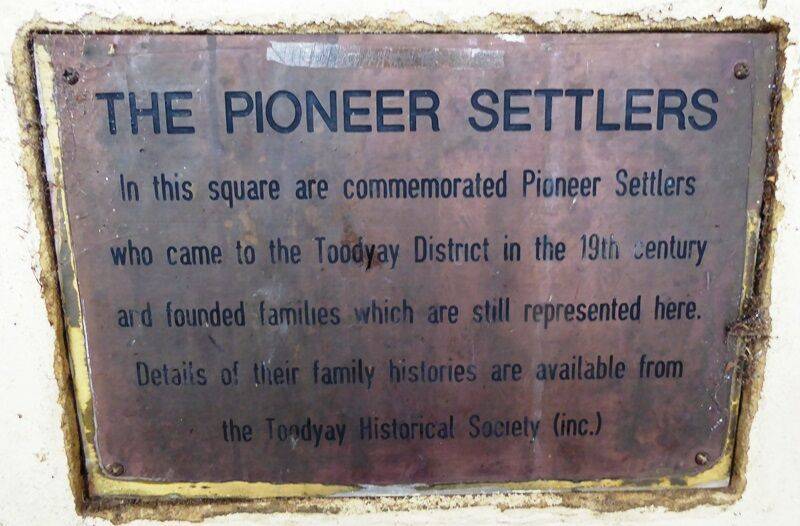 THE PIONEER SETTLERS
In this square are commemorated Pioneer Settlers
who came to the Toodyay District in the 19th century
and founded families which are still represented here.
Details of their family histories are available from
the Toodyay Historical Society (inc.)